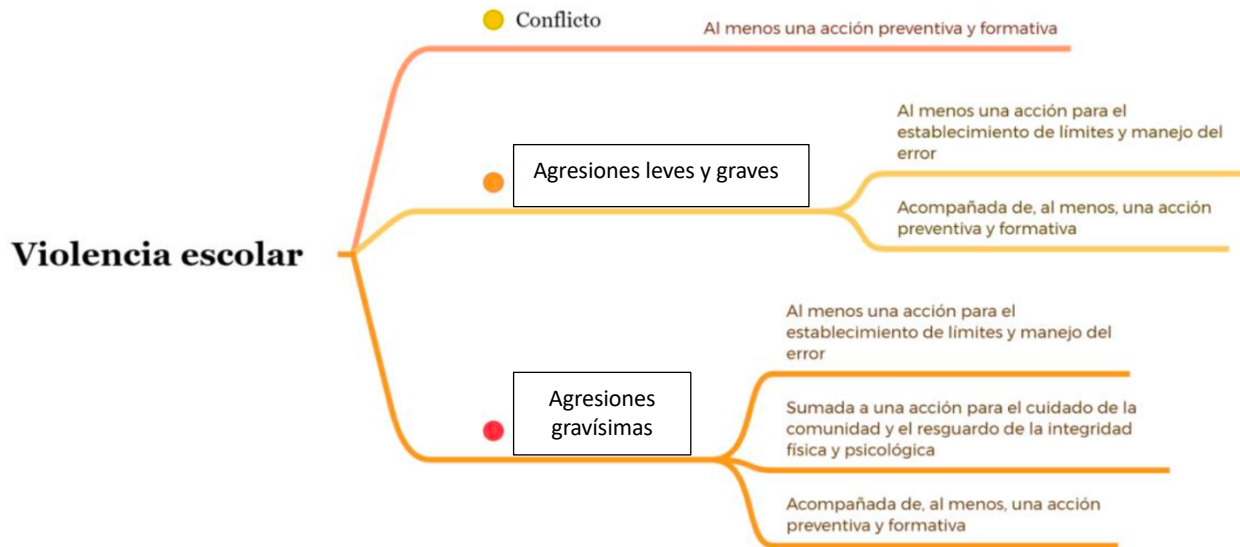 Conflicto
Al menos una acción preventiva y formativa
Violencia escolar
Agresiones leves y graves
Al menos una acción para el
establecimiento de límites y manejo del
error
Acompañada de, al menos, una acción
preventiva y formativa
Agresiones
gravísimas
Al menos una acción para el
establecimiento de límites y manejo del
error
Sumada a una acción para el cuidado de la
comunidad y el resguardo de la integridad
física y psicológica
Acompañada de, al menos, una acción
preventiva y formativa